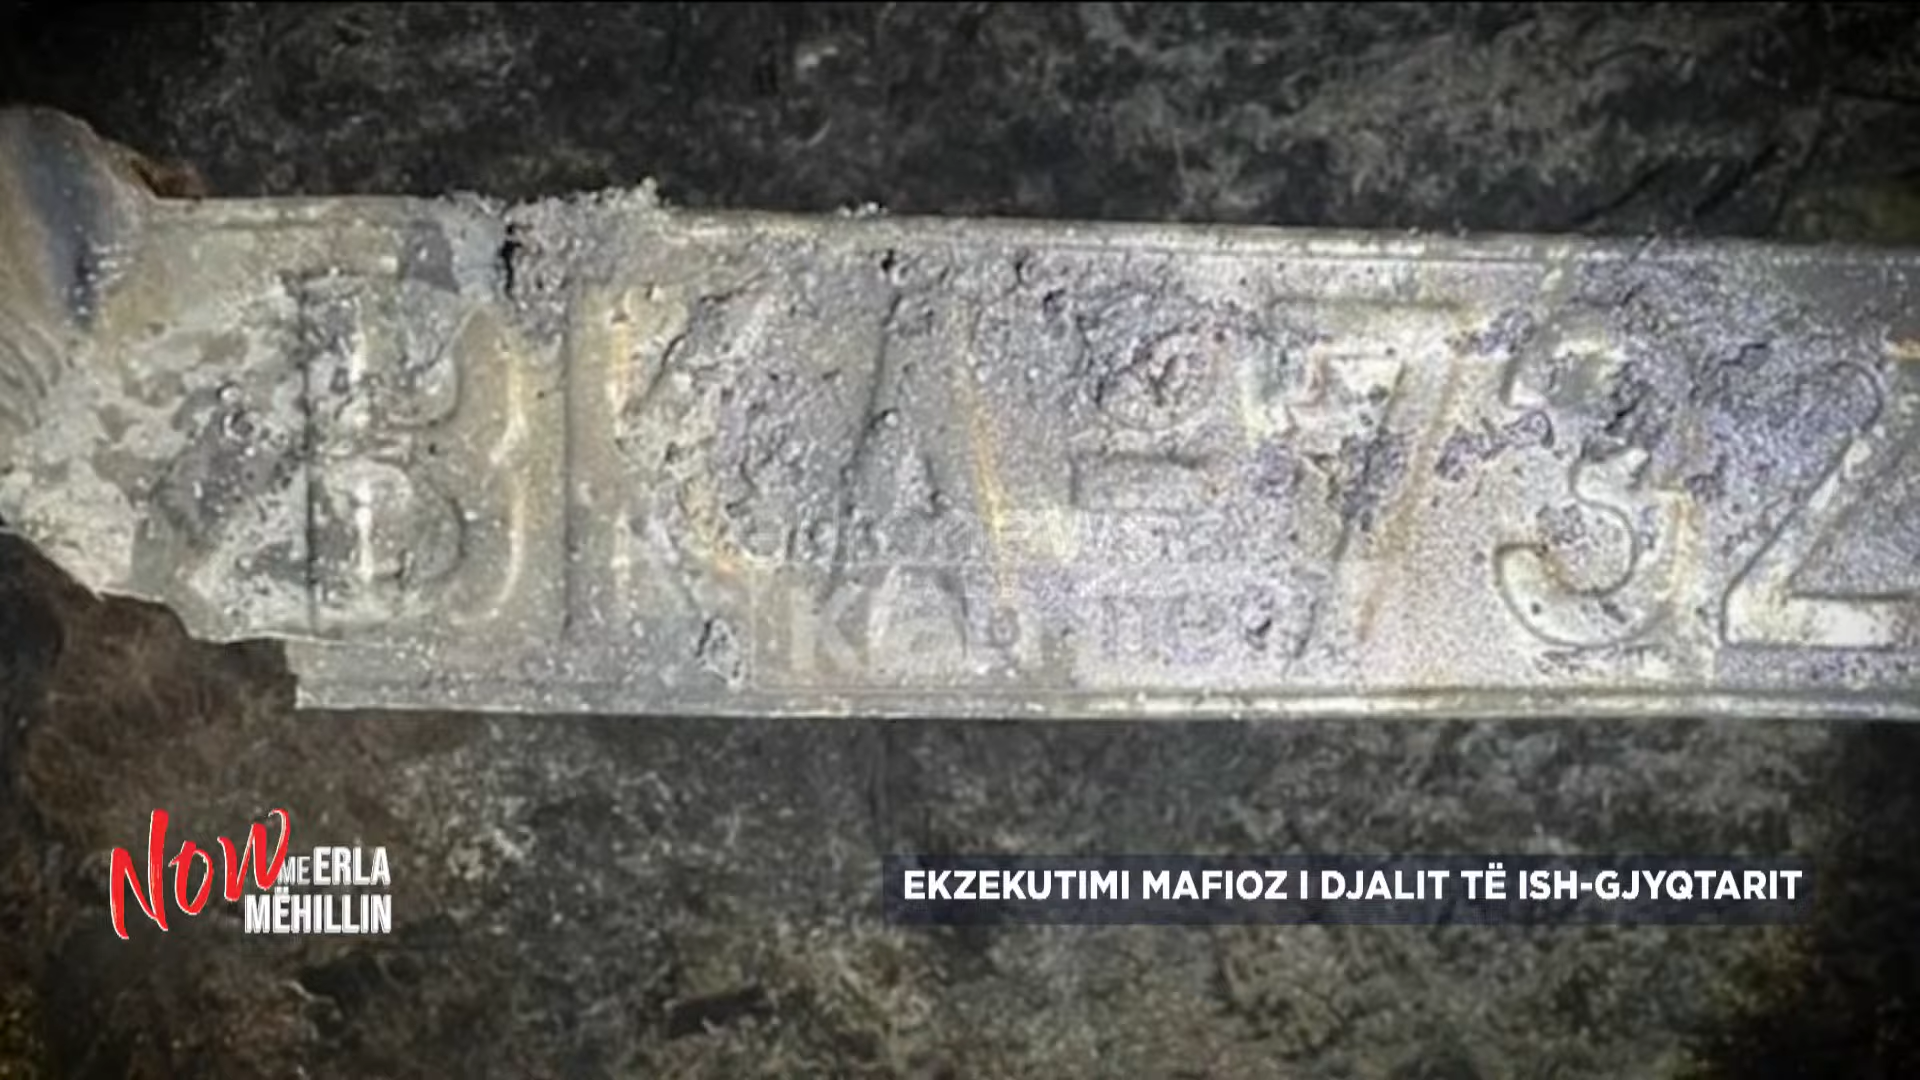 BKA-732
NOW ME ERLA
MËHILLIN
EKZEKUTIMI MAFIOZ I DJALIT TË ISH-GJYQTARIT